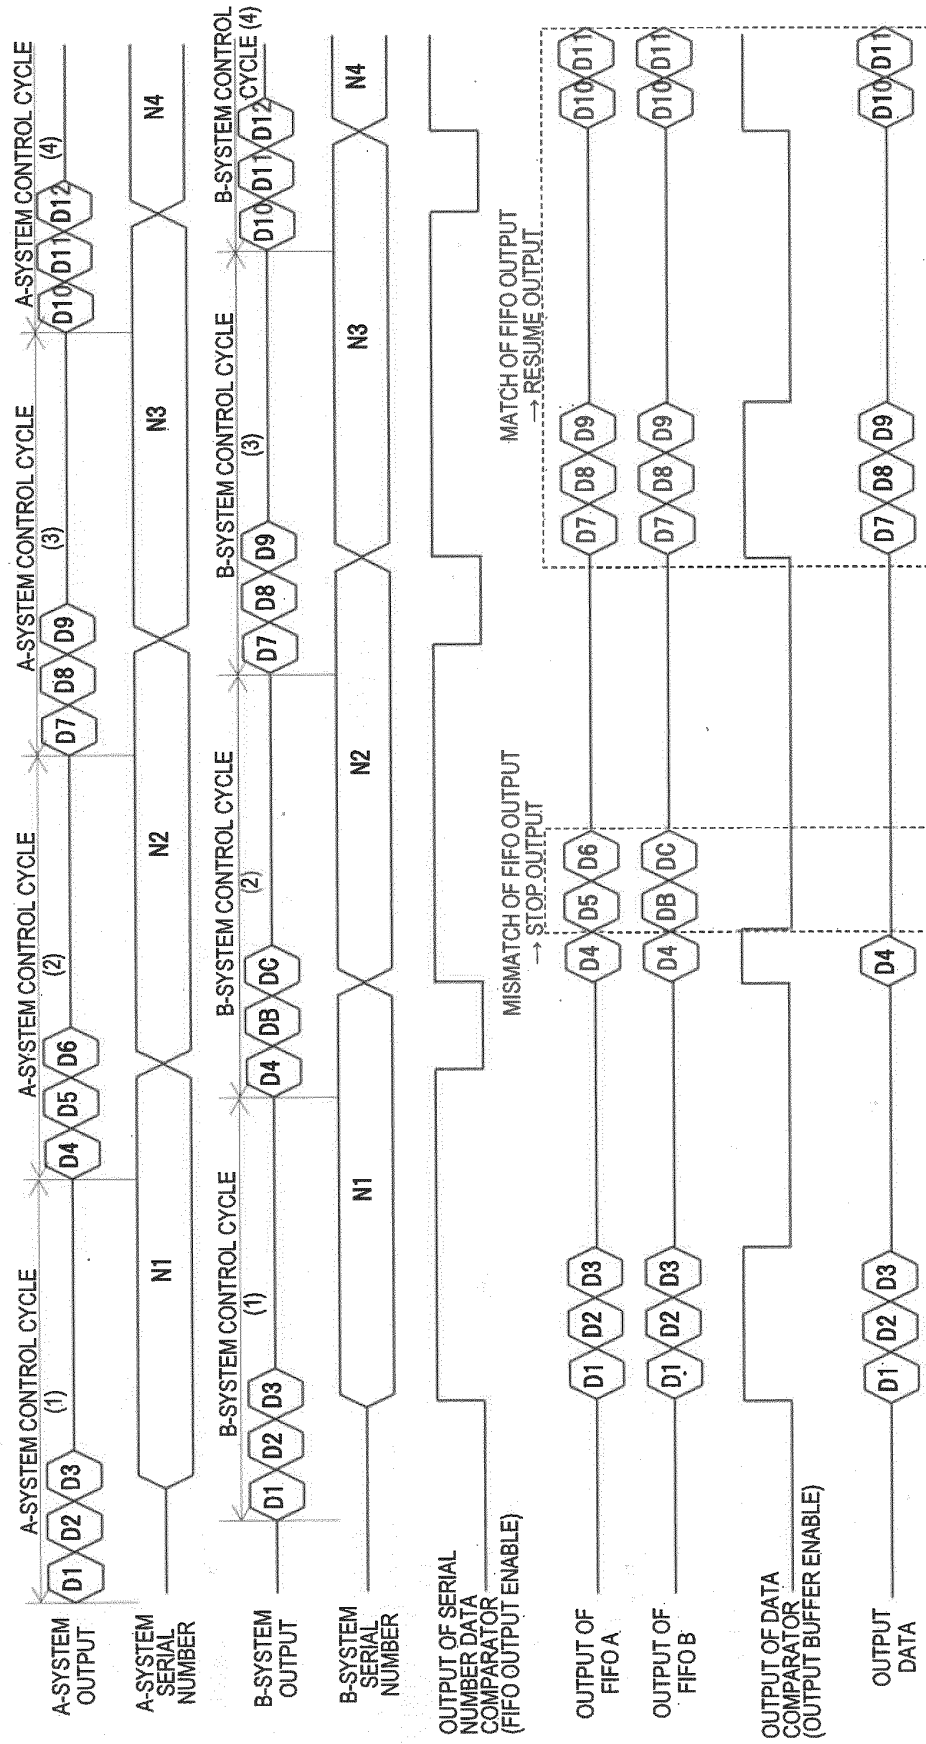 A-SYSTEM
OUTPUT
A-SYSTEM CONTROL CYCLE
(1)
A-SYSTEM CONTROL CYCLE
(2)
A-SYSTEM CONTROL CYCLE
(3)
A-SYSTEM CONTROL CYCLE
(4)
D1 D2 D3 D4 D5 D6 D7 D8 D9 D10 D11 D12
A-SYSTEM
SERIAL
NUMBER
N1 N2 N3 N4
B-SYSTEM
OUTPUT
B-SYSTEM CONTROL CYCLE
(1)
B-SYSTEM CONTROL CYCLE
(2)
B-SYSTEM CONTROL CYCLE
(3)
B-SYSTEM CONTROL
CYCLE (4)
D1 D2 D3 D4 DB DC D7 D8 D9 D10 D11 D12
B-SYSTEM
SERIAL
NUMBER
N1 N2 N3 N4
OUTPUT OF SERIAL
NUMBER DATA
COMPARATOR
(FIFO OUTPUT ENABLE)
MISMATCH OF FIFO OUTPUT
→ STOP OUTPUT
MATCH OF FIFO OUTPUT
→ RESUME OUTPUT
OUTPUT OF
FIFO A
D1 D2 D3 D4 D5 D6 D7 D8 D9 D10 D11
OUTPUT OF
FIFO B
D1 D2 D3 D4 DB DC D7 D8 D9 D10 D11
OUTPUT OF DATA
COMPARATOR
(OUTPUT BUFFER ENABLE)
OUTPUT
DATA
D1 D2 D3 D4 D7 D8 D9 D10 D11